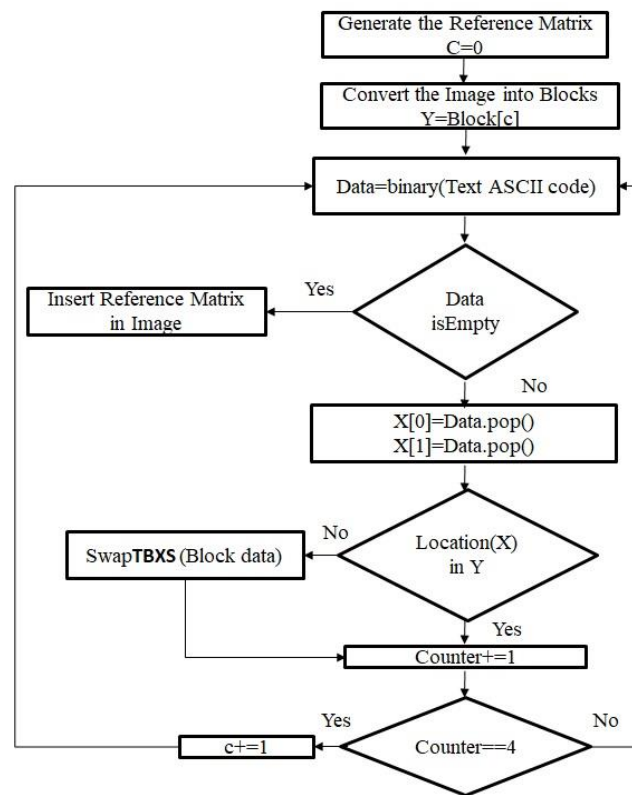 Generate the Reference Matrix
C=0
Convert the Image into Blocks
Y=Block[c]
Data=binary(Text ASCII code)
Yes
Insert Reference Matrix
in Image
Data
isEmpty
No
X[0]=Data.pop()
X[1]=Data.pop()
No
SwapTBXS (Block data)
Location(X)
in Y
Yes
Counter+=1
Yes
No
c+=1
Counter==4